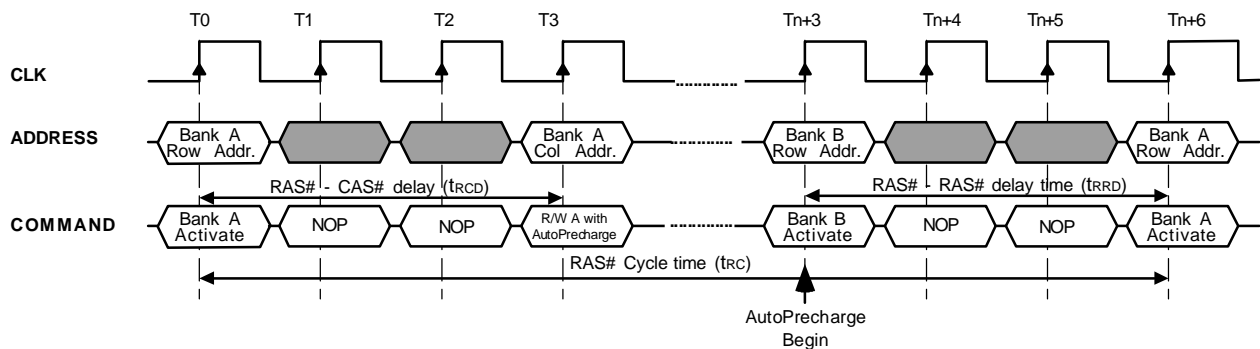 T0 T1 T2 T3 Tn+3 Tn+4 Tn+5 Tn+6
CLK
ADDRESS
Bank A
Row Addr.
Bank A
Col Addr.
Bank B
Row Addr.
Bank A
Row Addr.
RAS# - CAS# delay (tRCD)
RAS# - RAS# delay time (tRRD)
COMMAND
Bank A
Activate
NOP
NOP
R/W A with
AutoPrecharge
Bank B
Activate
NOP
NOP
Bank A
Activate
RAS# Cycle time (tRC)
AutoPrecharge
Begin